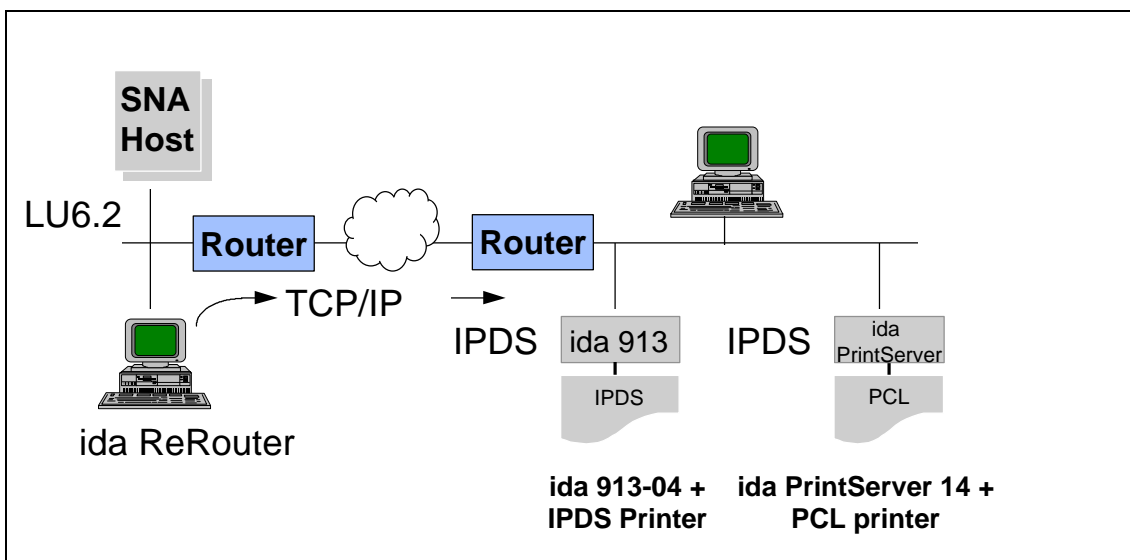 SNA
Host
LU6.2
Router
Router
TCP/IP
IPDS
ida 913
IPDS
ida
PrintServer
IPDS
PCL
ida ReRouter
ida 913-04 +
IPDS Printer
ida PrintServer 14 +
PCL printer